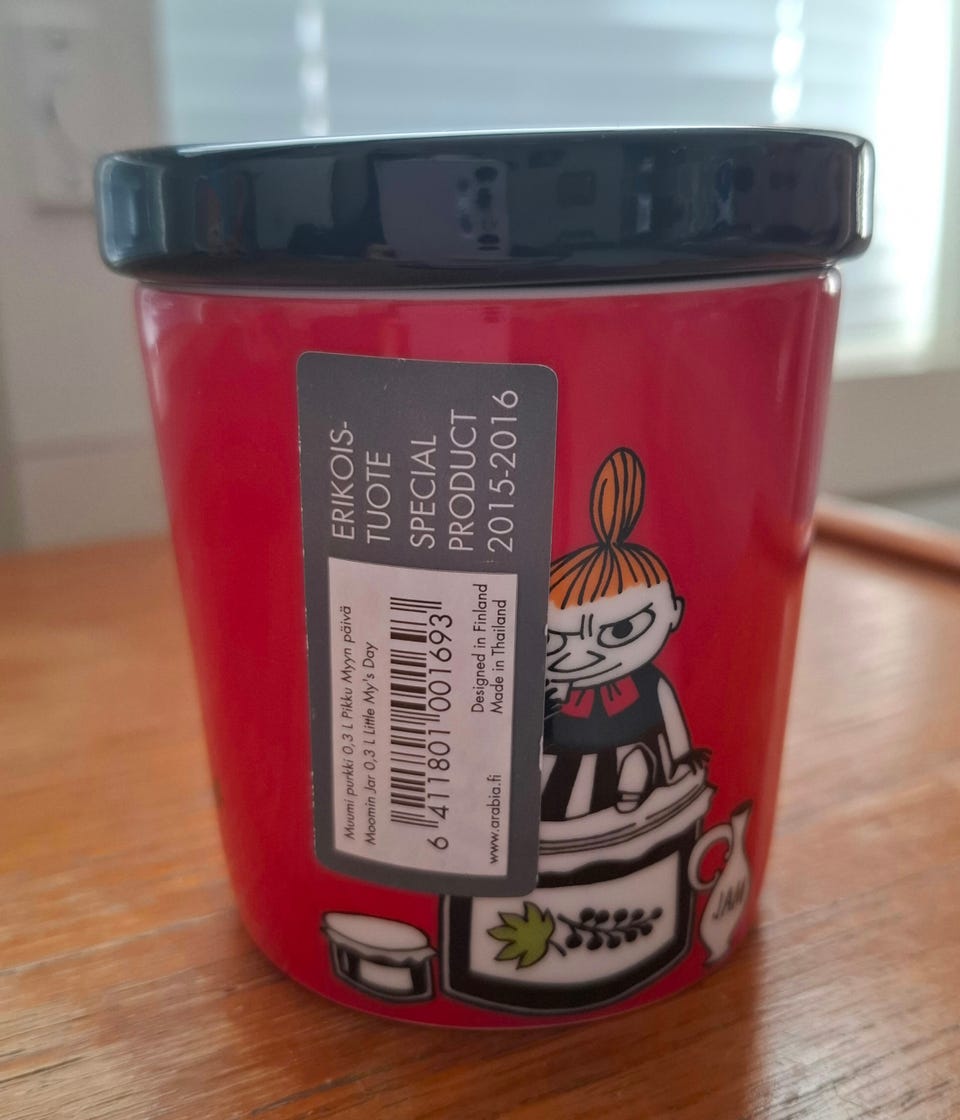 ERIKOIS-
TUOTE
SPECIAL
PRODUCT
2015-2016
Muumi purkki 0,3 L Pikku Myyn päivä
Moomin Jar 0,3 L Little My's Day
6 411801 001693
Designed in Finland
Made in Thailand
www.arabia.fi
JAM